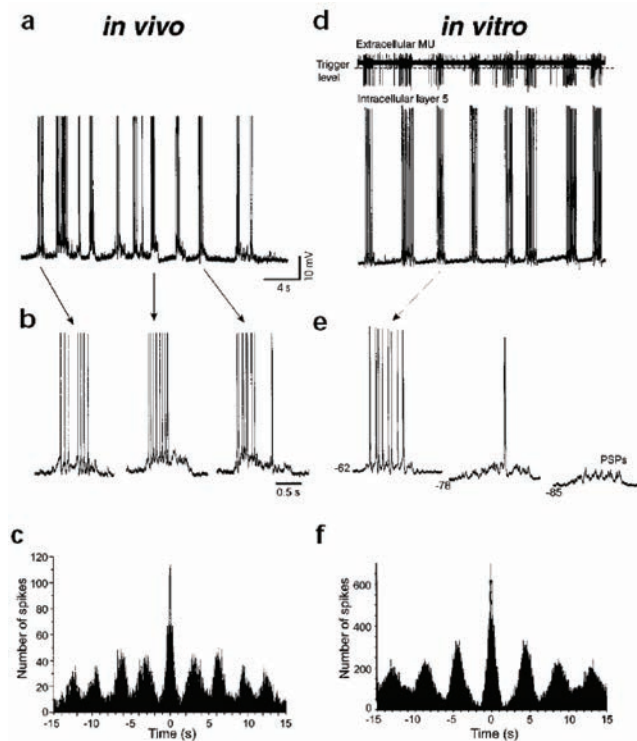 a in vivo
4 s
10 mV
b
0.5 s
c
Number of spikes
120
100
80
60
40
20
0
-15 -10 -5 0 5 10 15
Time (s)
d in vitro
Extracellular MU
Trigger level
Intracellular layer 5
e
-62
-78
-85
PSPs
f
Number of spikes
600
400
200
0
-15 -10 -5 0 5 10 15
Time (s)